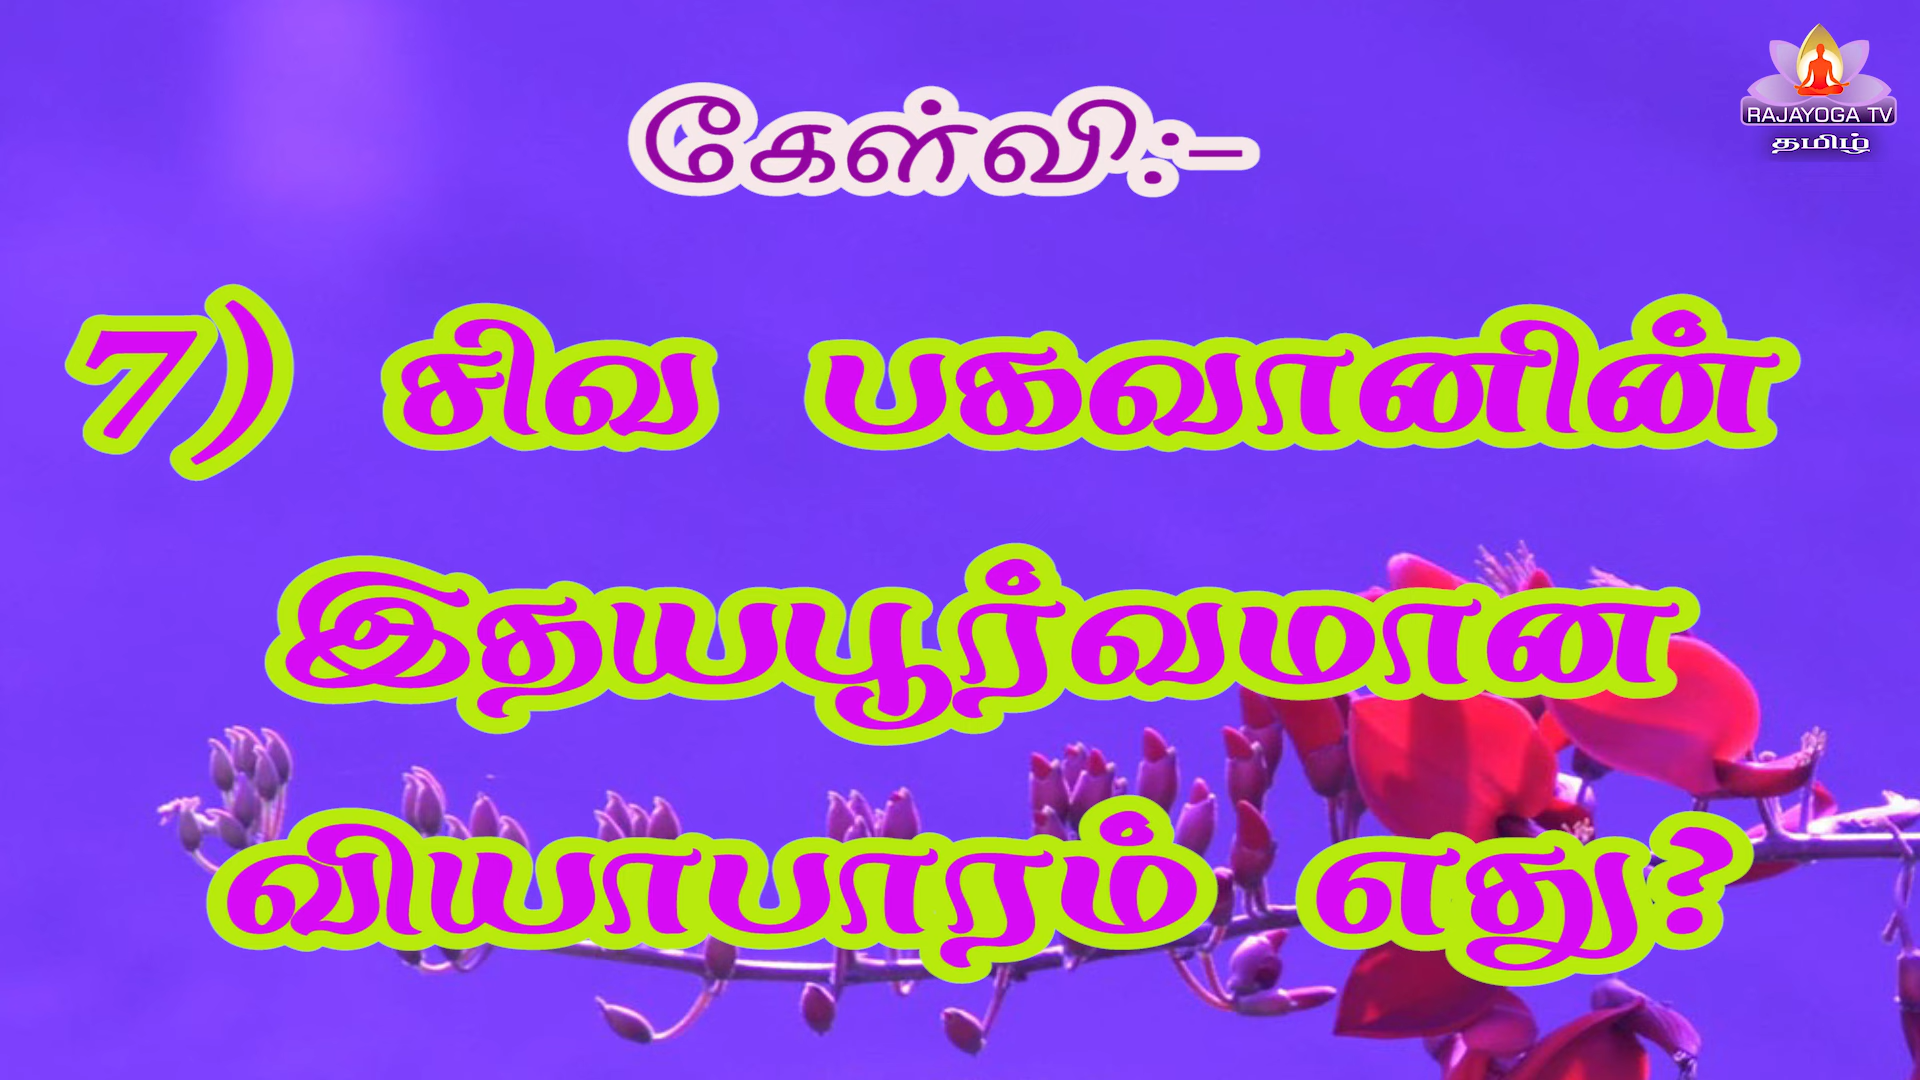 RAJAYOGA TV
தமிழ்
கேள்வி:-
7) சிவ பகவானின்
இதயபூர்வமான
வியாபாரம் எது?